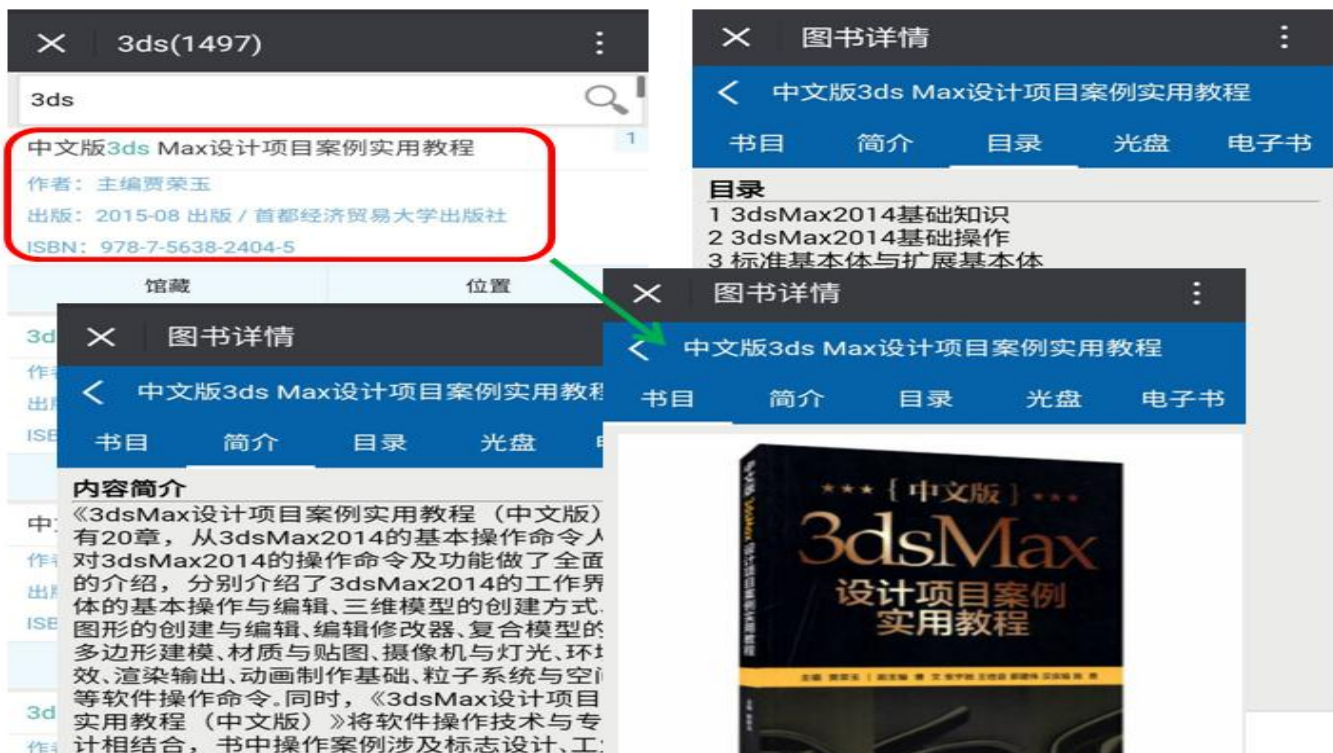 3ds(1497)
3ds
中文版3ds Max设计项目案例实用教程
1
作者：主编贾荣玉
出版：2015-08 出版 / 首都经济贸易大学出版社
ISBN：978-7-5638-2404-5
馆藏
位置
图书详情
中文版3ds Max设计项目案例实用教程
书目 简介 目录 光盘 电子书
目录
1 3dsMax2014基础知识
2 3dsMax2014基础操作
3 标准基本体与扩展基本体
图书详情
中文版3ds Max设计项目案例实用教
书目 简介 目录 光盘
内容简介
《3dsMax设计项目案例实用教程（中文版）
有20章，从3dsMax2014的基本操作命令
对3dsMax2014的操作命令及功能做了全面
的介绍，分别介绍了3dsMax2014的工作界
体的基本操作与编辑、三维模型的创建方式、
图形的创建与编辑、编辑修改器、复合模型的
多边形建模、材质与贴图、摄像机与灯光、环
效、渲染输出、动画制作基础、粒子系统与空
等软件操作命令。同时，《3dsMax设计项目
实用教程（中文版）》将软件操作技术与专
计相结合，书中操作案例涉及标志设计、工
图书详情
中文版3ds Max设计项目案例实用教程
书目 简介 目录 光盘 电子书
{ 中文版 }
3dsMax
设计项目案例
实用教程
3d
作
出
ISB
中
作
出
ISB
3d
作